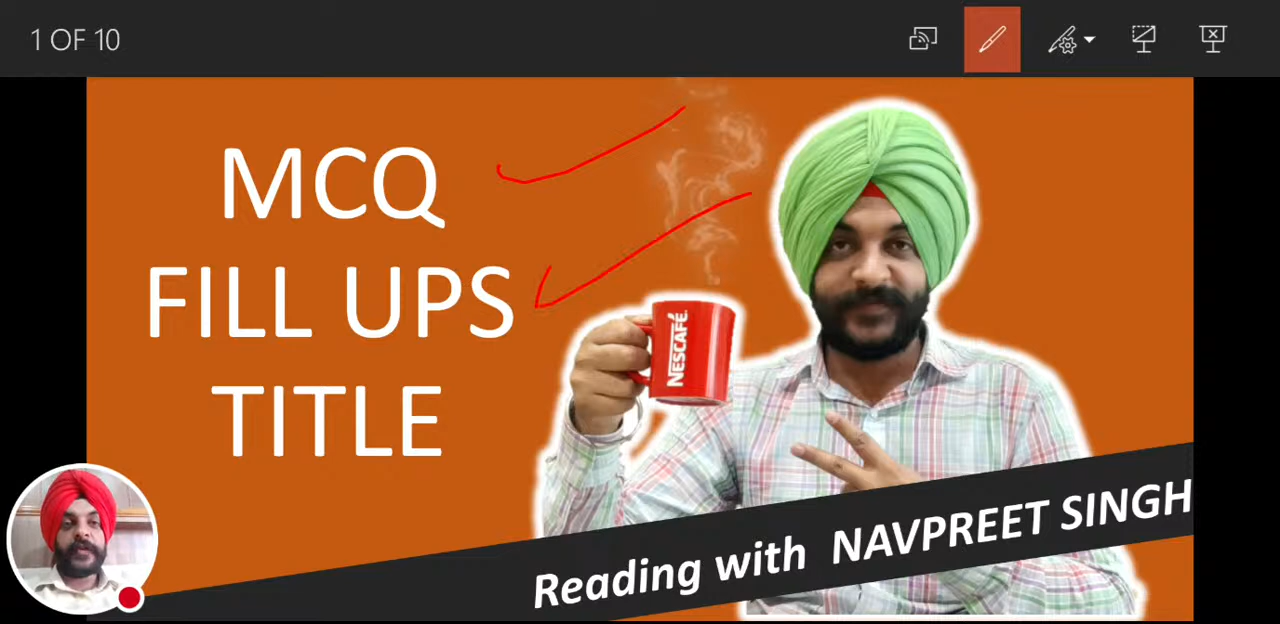 1 OF 10
MCQ
FILL UPS
TITLE
NESCAFÉ.
Reading with NAVPREET SINGH